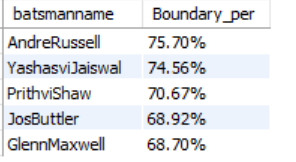 batsmanname Boundary_per
AndreRussell 75.70%
YashasviJaiswal 74.56%
PrithviShaw 70.67%
JosButtler 68.92%
GlennMaxwell 68.70%